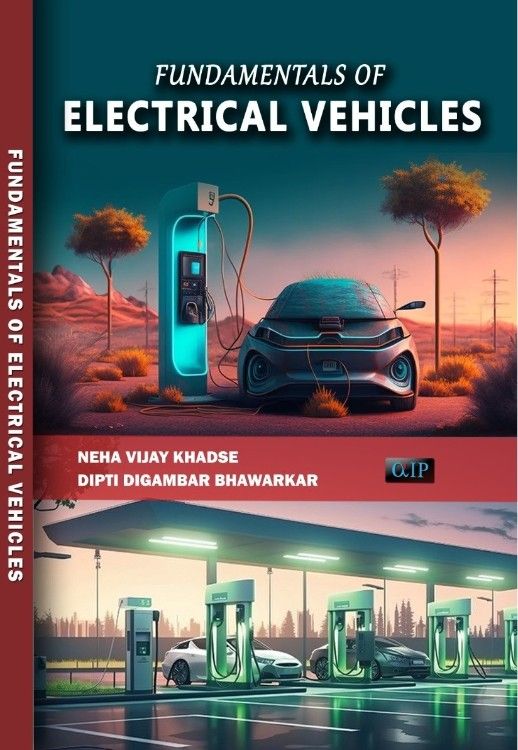 FUNDAMENTALS OF
ELECTRICAL VEHICLES
FUNDAMENTALS OF ELECTRICAL VEHICLES
NEHA VIJAY KHADSE
DIPTI DIGAMBAR BHAWARKAR
αIP